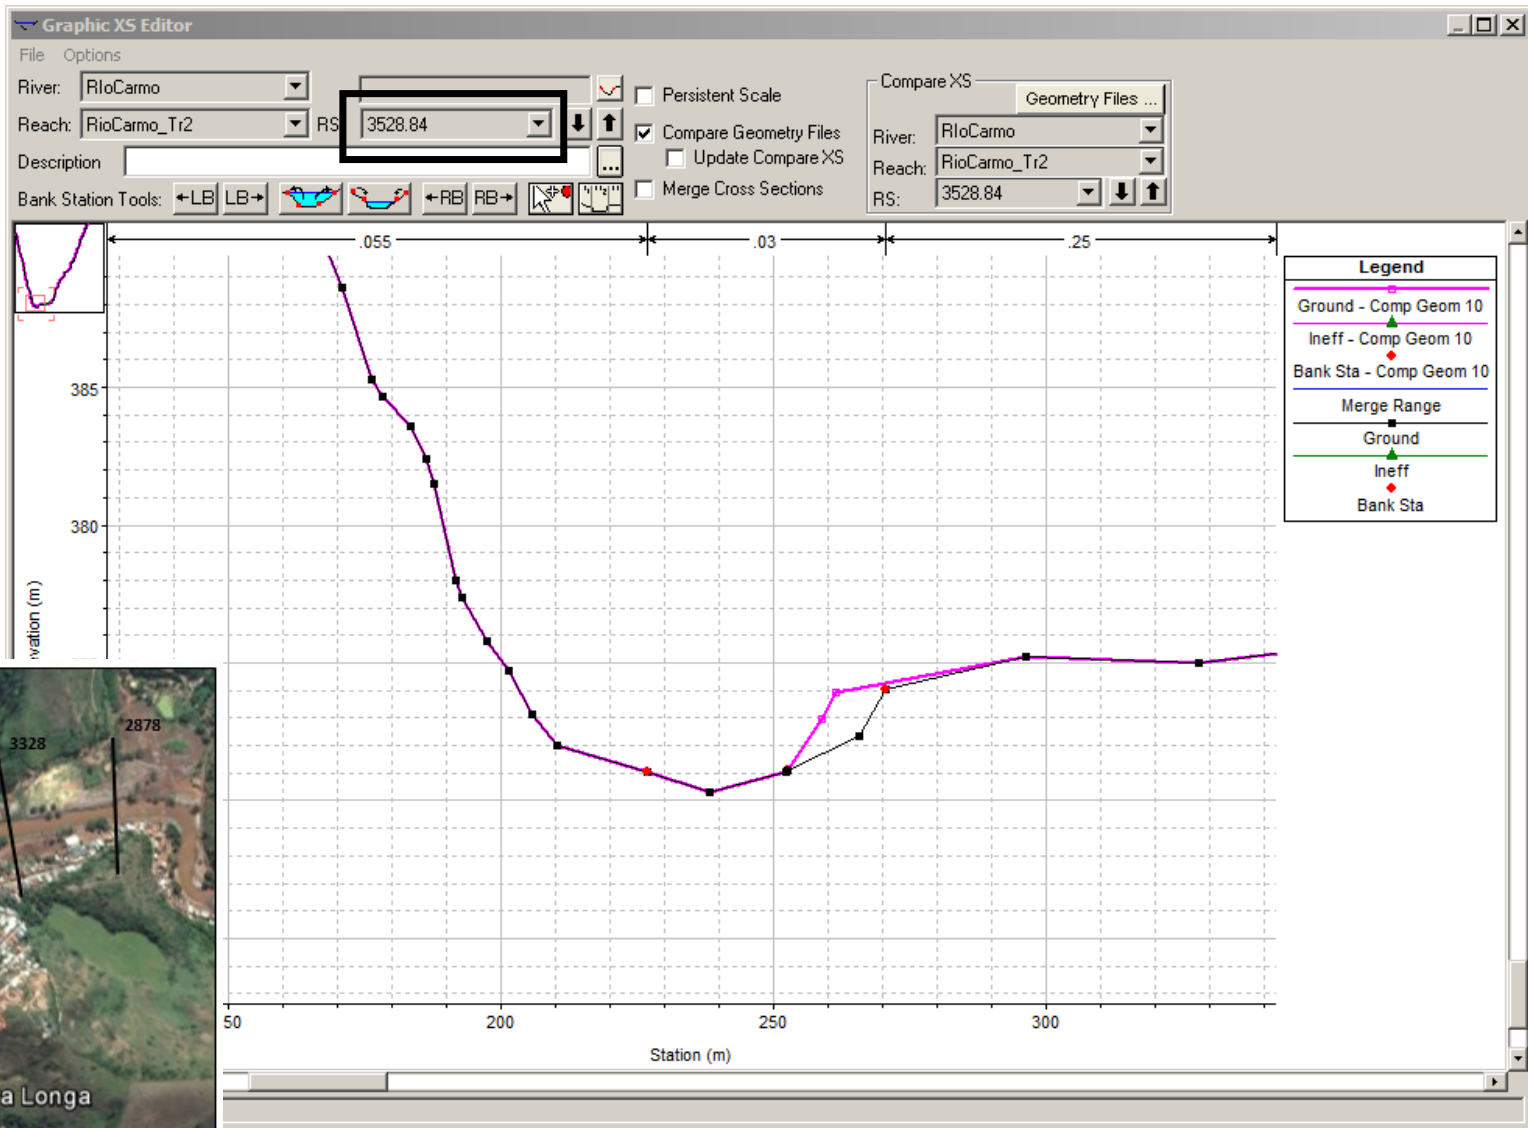 Graphic XS Editor
File Options
River: RIoCarmo
Reach: RioCarmo_Tr2 RS 3528.84
Description ...
Bank Station Tools: LB LB RB RB
Persistent Scale
Compare Geometry Files
Update Compare XS
Merge Cross Sections
Compare XS
Geometry Files ...
River: RIoCarmo
Reach: RioCarmo_Tr2
RS: 3528.84
.055 .03 .25
Legend
Ground - Comp Geom 10
Ineff - Comp Geom 10
Bank Sta - Comp Geom 10
Merge Range
Ground
Ineff
Bank Sta
385
380
vation (m)
3328
2878
a Longa
50 200 250 300
Station (m)